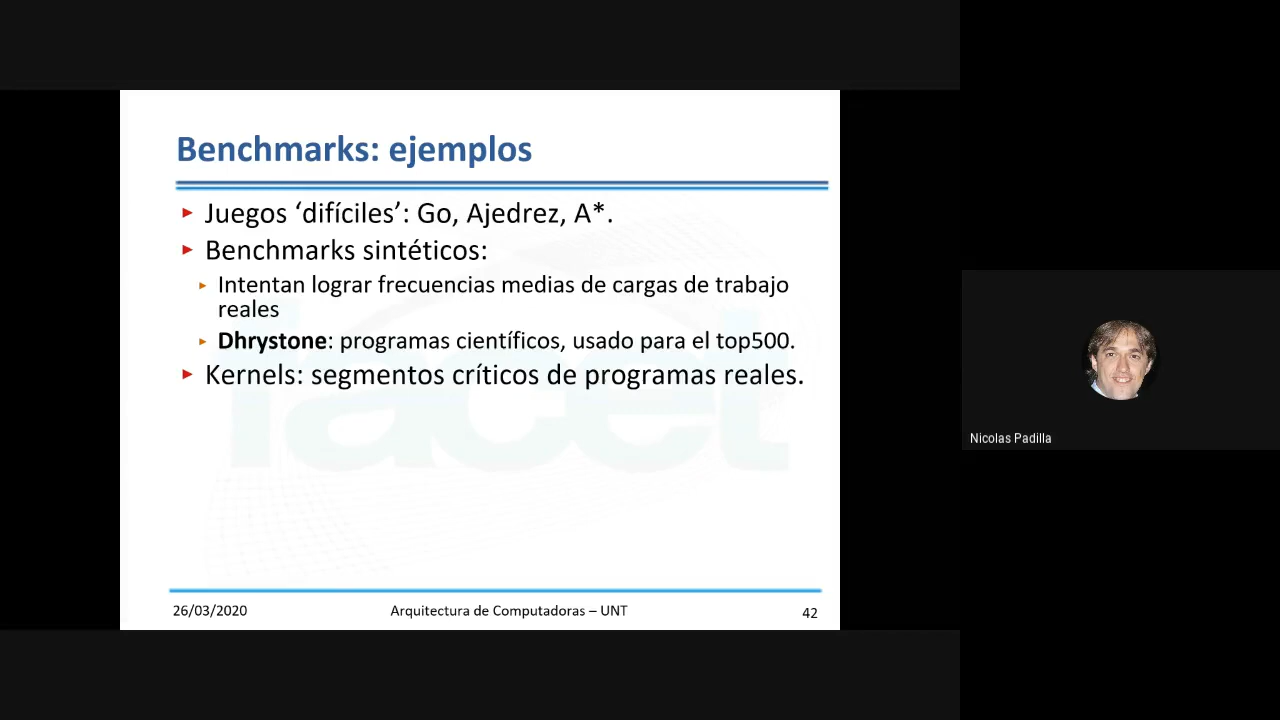 Benchmarks: ejemplos
Juegos ‘difíciles’: Go, Ajedrez, A*.
Benchmarks sintéticos:
Intentan lograr frecuencias medias de cargas de trabajo
reales
Dhrystone: programas científicos, usado para el top500.
Kernels: segmentos críticos de programas reales.
facet
26/03/2020
Arquitectura de Computadoras – UNT
42
Nicolas Padilla